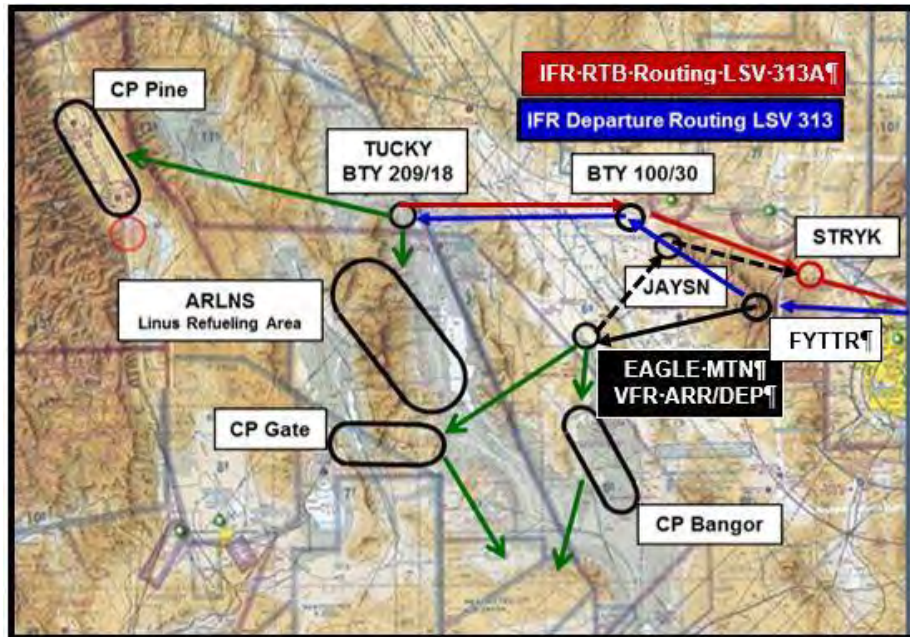 IFR·RTB·Routing·LSV·313A¶
CP Pine
IFR Departure Routing LSV 313
TUCKY
BTY 209/18
BTY 100/30
STRYK
JAYSN
ARLNS
Linus Refueling Area
FYTTR¶
EAGLE·MTN¶
VFR·ARR/DEP¶
CP Gate
CP Bangor